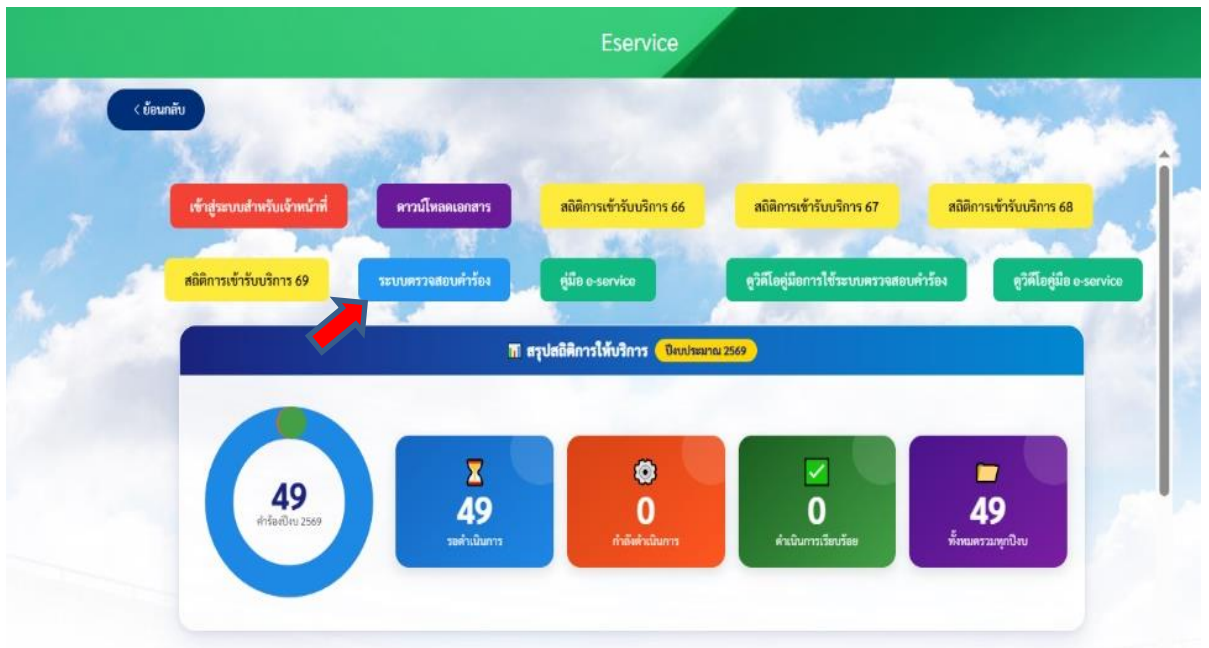 Eservice
< ย้อนกลับ
เข้าสู่ระบบสำหรับเจ้าหน้าที่
ดาวน์โหลดเอกสาร
สถิติการเข้ารับบริการ 66
สถิติการเข้ารับบริการ 67
สถิติการเข้ารับบริการ 68
สถิติการเข้ารับบริการ 69
ระบบตรวจสอบคำร้อง
คู่มือ e-service
ดูวิดีโอคู่มือการใช้ระบบตรวจสอบคำร้อง
ดูวิดีโอคู่มือ e-service
สรุปสถิติการให้บริการ ปีงบประมาณ 2569
49
คำร้องปีงบ 2569
49
รอดำเนินการ
0
กำลังดำเนินการ
0
ดำเนินการเรียบร้อย
49
ทั้งหมดรวมทุกปีงบ